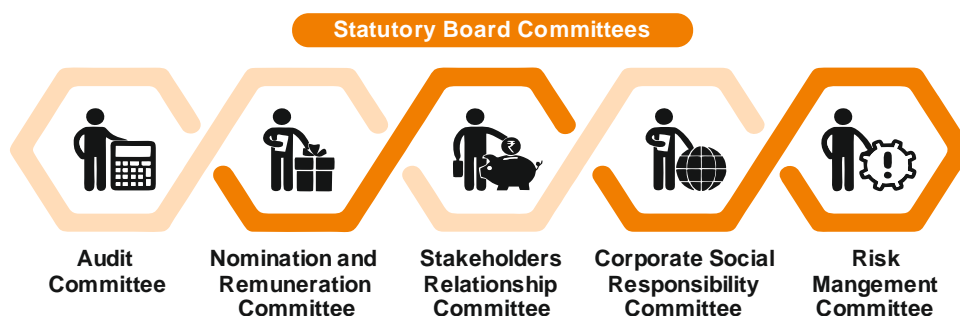 Statutory Board Committees
₹
Audit
Committee
Nomination and
Remuneration
Committee
Stakeholders
Relationship
Committee
Corporate Social
Responsibility
Committee
Risk
Mangement
Committee